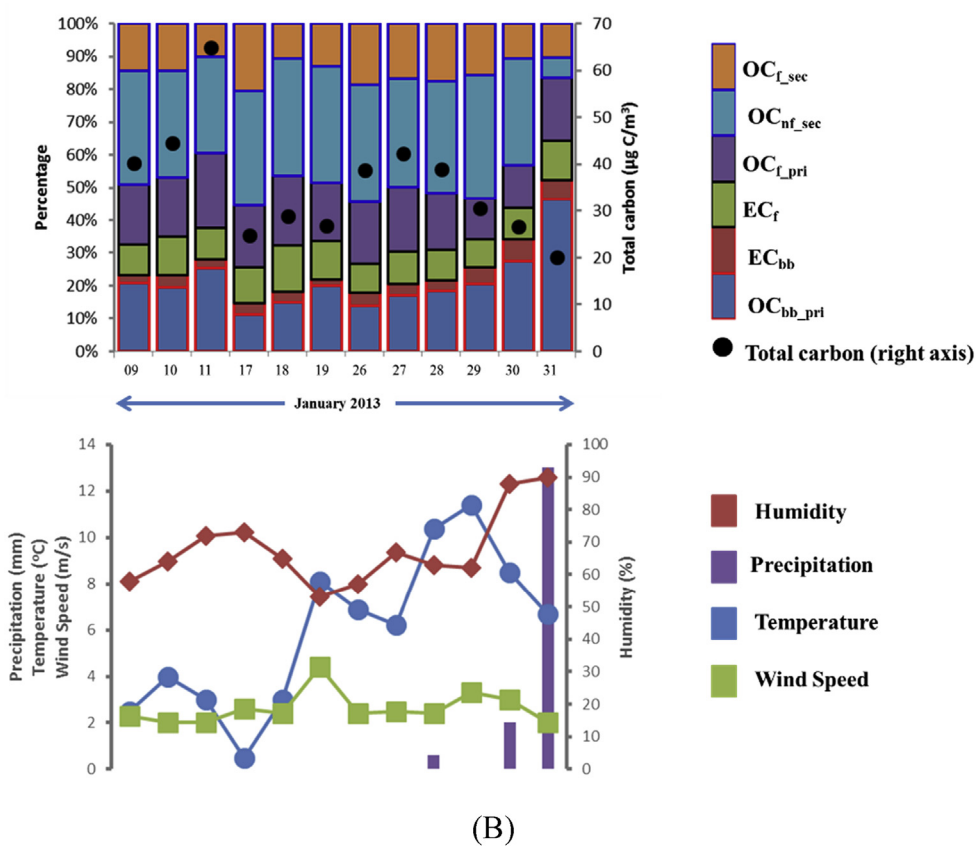 100%
90%
80%
70%
60%
50%
40%
30%
20%
10%
0%
Percentage
70
60
50
40
30
20
10
0
Total carbon (µg C/m³)
09 10 11 17 18 19 26 27 28 29 30 31
January 2013
OCf_sec
OCnf_sec
OCf_pri
ECf
ECbb
OCbb_pri
Total carbon (right axis)
14
12
10
8
6
4
2
0
Precipitation (mm)
Temperature (°C)
Wind Speed (m/s)
100
90
80
70
60
50
40
30
20
10
0
Humidity (%)
Humidity
Precipitation
Temperature
Wind Speed
(B)